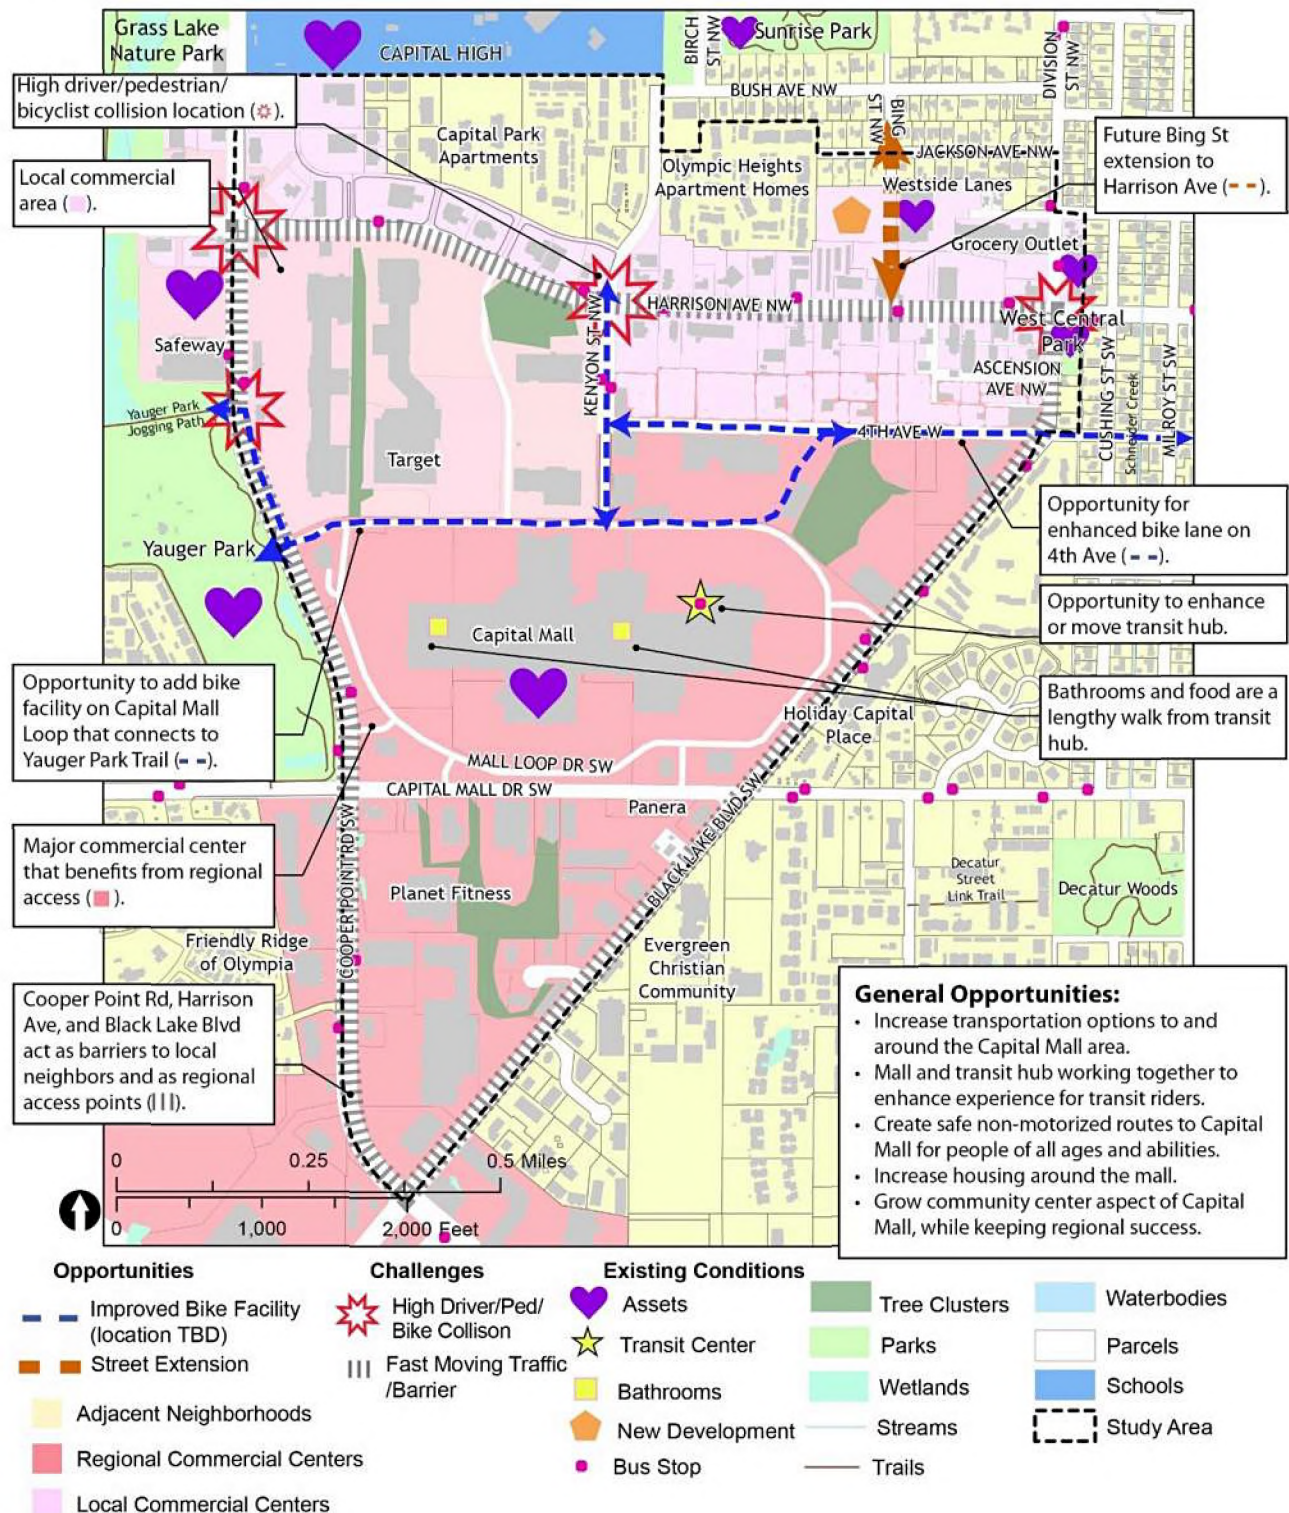 Grass Lake
Nature Park
CAPITAL HIGH
BIRCH
ST NW
Sunrise Park
DIVISION
ST NW
BUSH AVE NW
BING
ST NW
High driver/pedestrian/
bicyclist collision location ( ).
Capital Park
Apartments
Olympic Heights
Apartment Homes
JACKSON AVE NW
Westside Lanes
Future Bing St
extension to
Harrison Ave ( ).
Local commercial
area ( ).
Grocery Outlet
HARRISON AVE NW
West Central
Park
Safeway
KENYON ST NW
ASCENSION
AVE NW
CUSHING ST SW
Schneider Creek
MILROY ST SW
Yauger Park
Jogging Path
4TH AVE W
Target
Opportunity for
enhanced bike lane on
4th Ave ( ).
Yauger Park
Opportunity to enhance
or move transit hub.
Capital Mall
Bathrooms and food are a
lengthy walk from transit
hub.
Opportunity to add bike
facility on Capital Mall
Loop that connects to
Yauger Park Trail ( ).
Holiday Capital
Place
MALL LOOP DR SW
CAPITAL MALL DR SW
Panera
BLACK LAKE BLVD SW
COOPER POINT RD SW
Major commercial center
that benefits from regional
access ( ).
Planet Fitness
Decatur
Street
Link Trail
Decatur Woods
Friendly Ridge
of Olympia
Evergreen
Christian
Community
Cooper Point Rd, Harrison
Ave, and Black Lake Blvd
act as barriers to local
neighbors and as regional
access points ( ).
General Opportunities:
• Increase transportation options to and
around the Capital Mall area.
• Mall and transit hub working together to
enhance experience for transit riders.
• Create safe non-motorized routes to Capital
Mall for people of all ages and abilities.
• Increase housing around the mall.
• Grow community center aspect of Capital
Mall, while keeping regional success.
0 0.25 0.5 Miles
0 1,000 2,000 Feet
Opportunities
Improved Bike Facility
(location TBD)
Street Extension
Adjacent Neighborhoods
Regional Commercial Centers
Local Commercial Centers
Challenges
High Driver/Ped/
Bike Collison
Fast Moving Traffic
/Barrier
Existing Conditions
Assets
Transit Center
Bathrooms
New Development
Bus Stop
Tree Clusters
Parks
Wetlands
Streams
Trails
Waterbodies
Parcels
Schools
Study Area